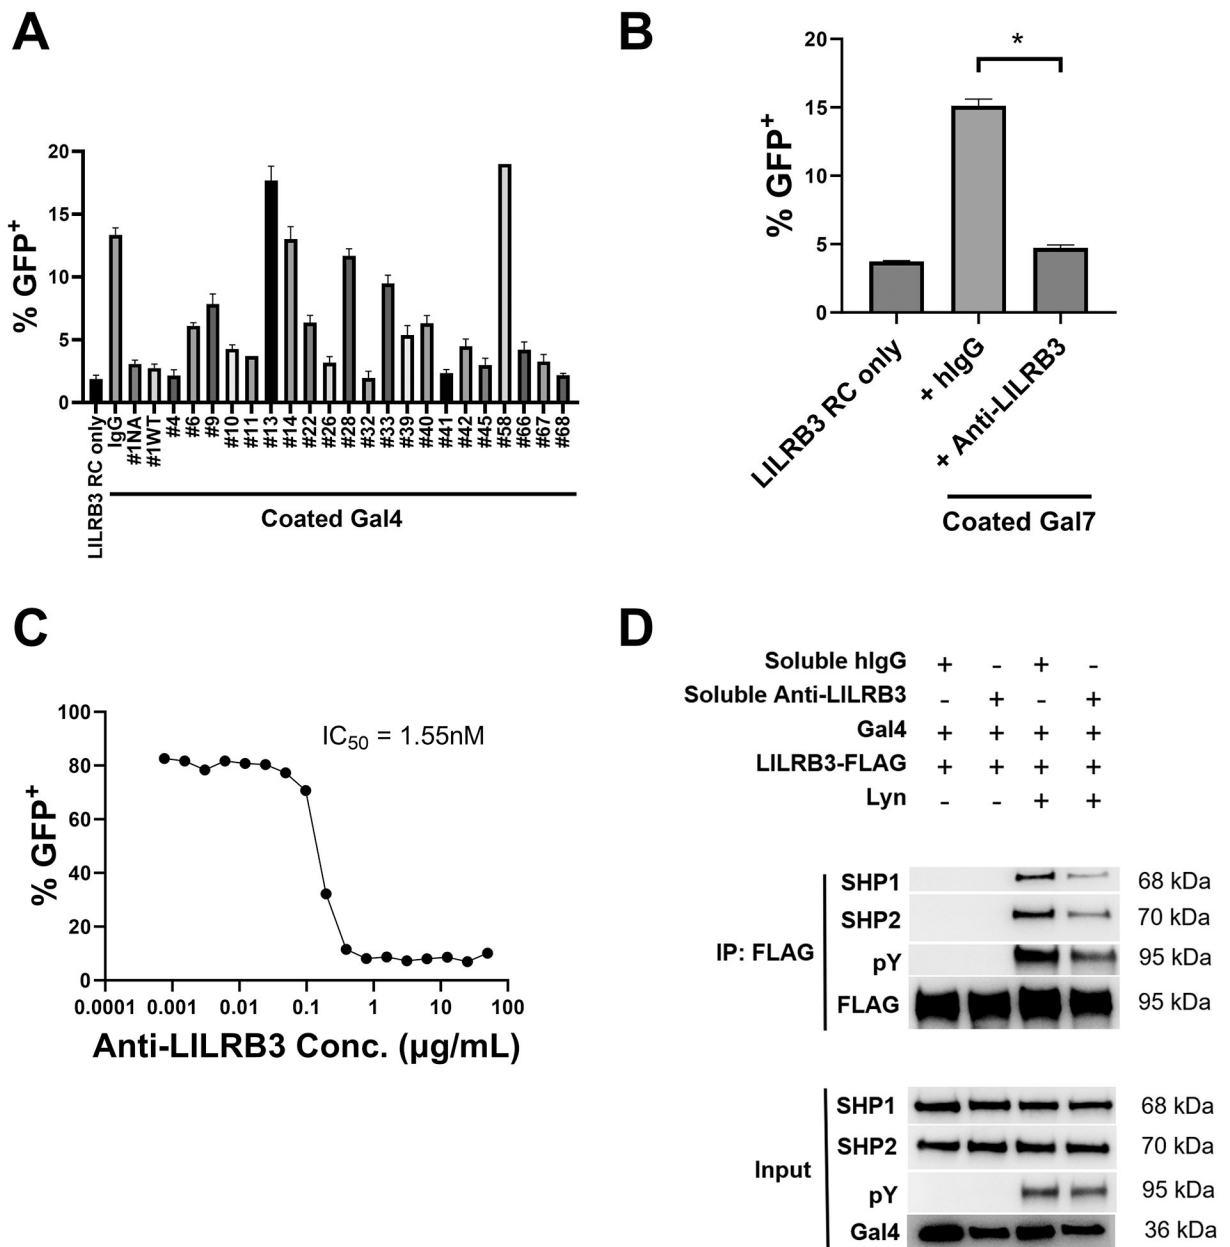 A
% GFP+
20
15
10
5
0
LILRB3 RC only
IgG
#1NA
#1WT
#4
#6
#9
#10
#11
#13
#14
#22
#26
#28
#32
#33
#39
#40
#41
#42
#45
#58
#66
#67
#68
Coated Gal4
B
% GFP+
20
15
10
5
0
*
LILRB3 RC only
+ hIgG
+ Anti-LILRB3
Coated Gal7
C
% GFP+
100
80
60
40
20
0
IC50 = 1.55nM
0.0001 0.001 0.01 0.1 1 10 100
Anti-LILRB3 Conc. (µg/mL)
D
Soluble hIgG + - + -
Soluble Anti-LILRB3 - + - +
Gal4 + + + +
LILRB3-FLAG + + + +
Lyn - - + +
IP: FLAG
SHP1 68 kDa
SHP2 70 kDa
pY 95 kDa
FLAG 95 kDa
Input
SHP1 68 kDa
SHP2 70 kDa
pY 95 kDa
Gal4 36 kDa